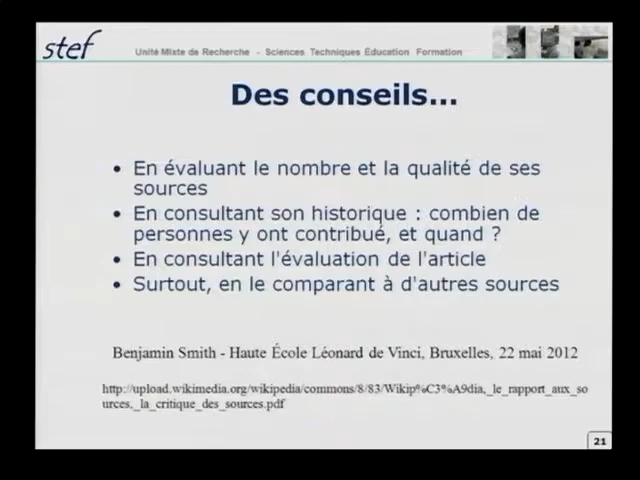 stef
Unité Mixte de Recherche - Sciences Techniques Éducation Formation
Des conseils...
• En évaluant le nombre et la qualité de ses
sources
• En consultant son historique : combien de
personnes y ont contribué, et quand ?
• En consultant l'évaluation de l'article
• Surtout, en le comparant à d'autres sources
Benjamin Smith - Haute École Léonard de Vinci, Bruxelles, 22 mai 2012
http://upload.wikimedia.org/wikipedia/commons/8/83/Wikip%C3%A9dia,_le_rapport_aux_so
urces,_la_critique_des_sources.pdf
21